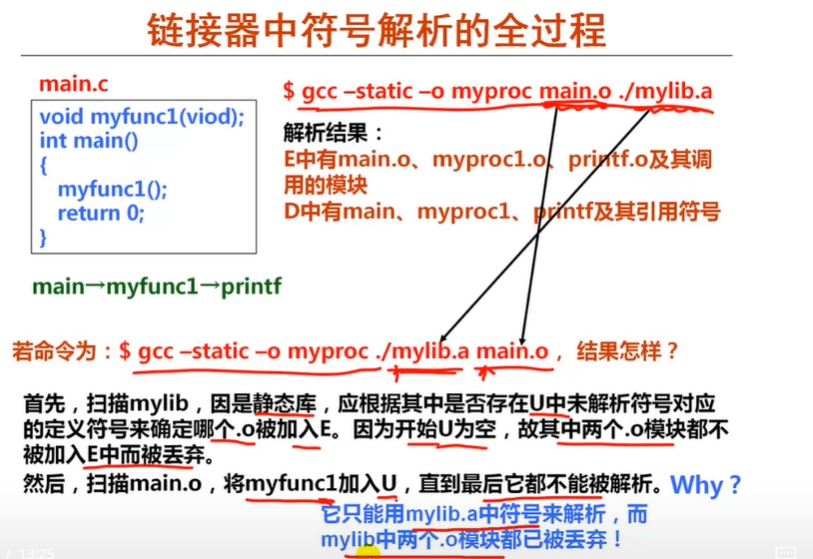 链接器中符号解析的全过程
main.c
void myfunc1(viod);
int main()
{
myfunc1();
return 0;
}
main→myfunc1→printf
$ gcc –static –o myproc main.o ./mylib.a
解析结果：
E中有main.o、myproc1.o、printf.o及其调
用的模块
D中有main、myproc1、printf及其引用符号
若命令为：$ gcc –static –o myproc ./mylib.a main.o， 结果怎样？
首先，扫描mylib，因是静态库，应根据其中是否存在U中未解析符号对应
的定义符号来确定哪个.o被加入E。因为开始U为空，故其中两个.o模块都不
被加入E中而被丢弃。
然后，扫描main.o，将myfunc1加入U，直到最后它都不能被解析。Why？
它只能用mylib.a中符号来解析，而
mylib中两个.o模块都已被丢弃！
/ 13:25